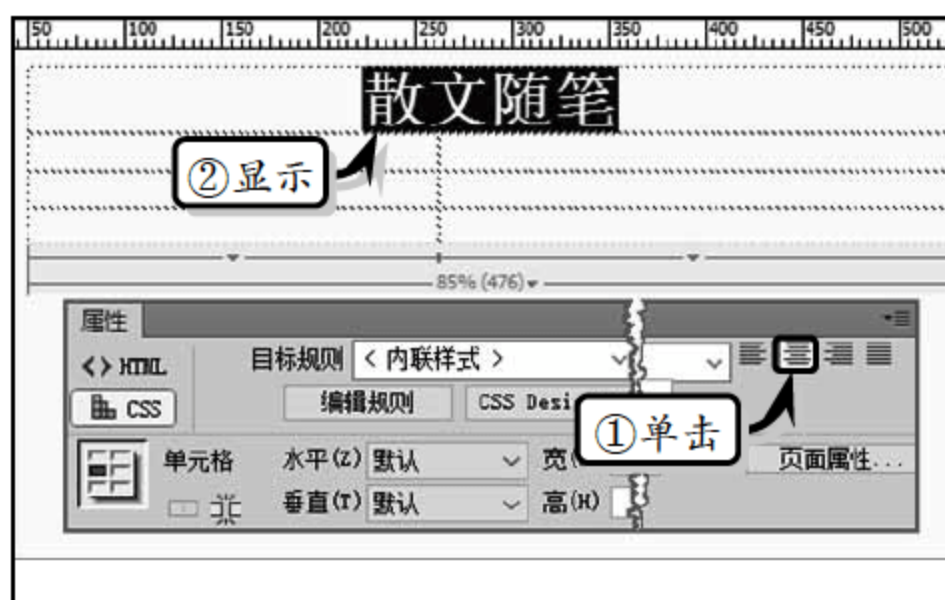 50 100 150 200 250 300 350 400 450 500
散文随笔
②显示
85% (476)
属性
<> HTML 目标规则 < 内联样式 >
CSS 编辑规则 CSS Desi
①单击
单元格 水平(Z) 默认 宽( 页面属性...
垂直(T) 默认 高(H)